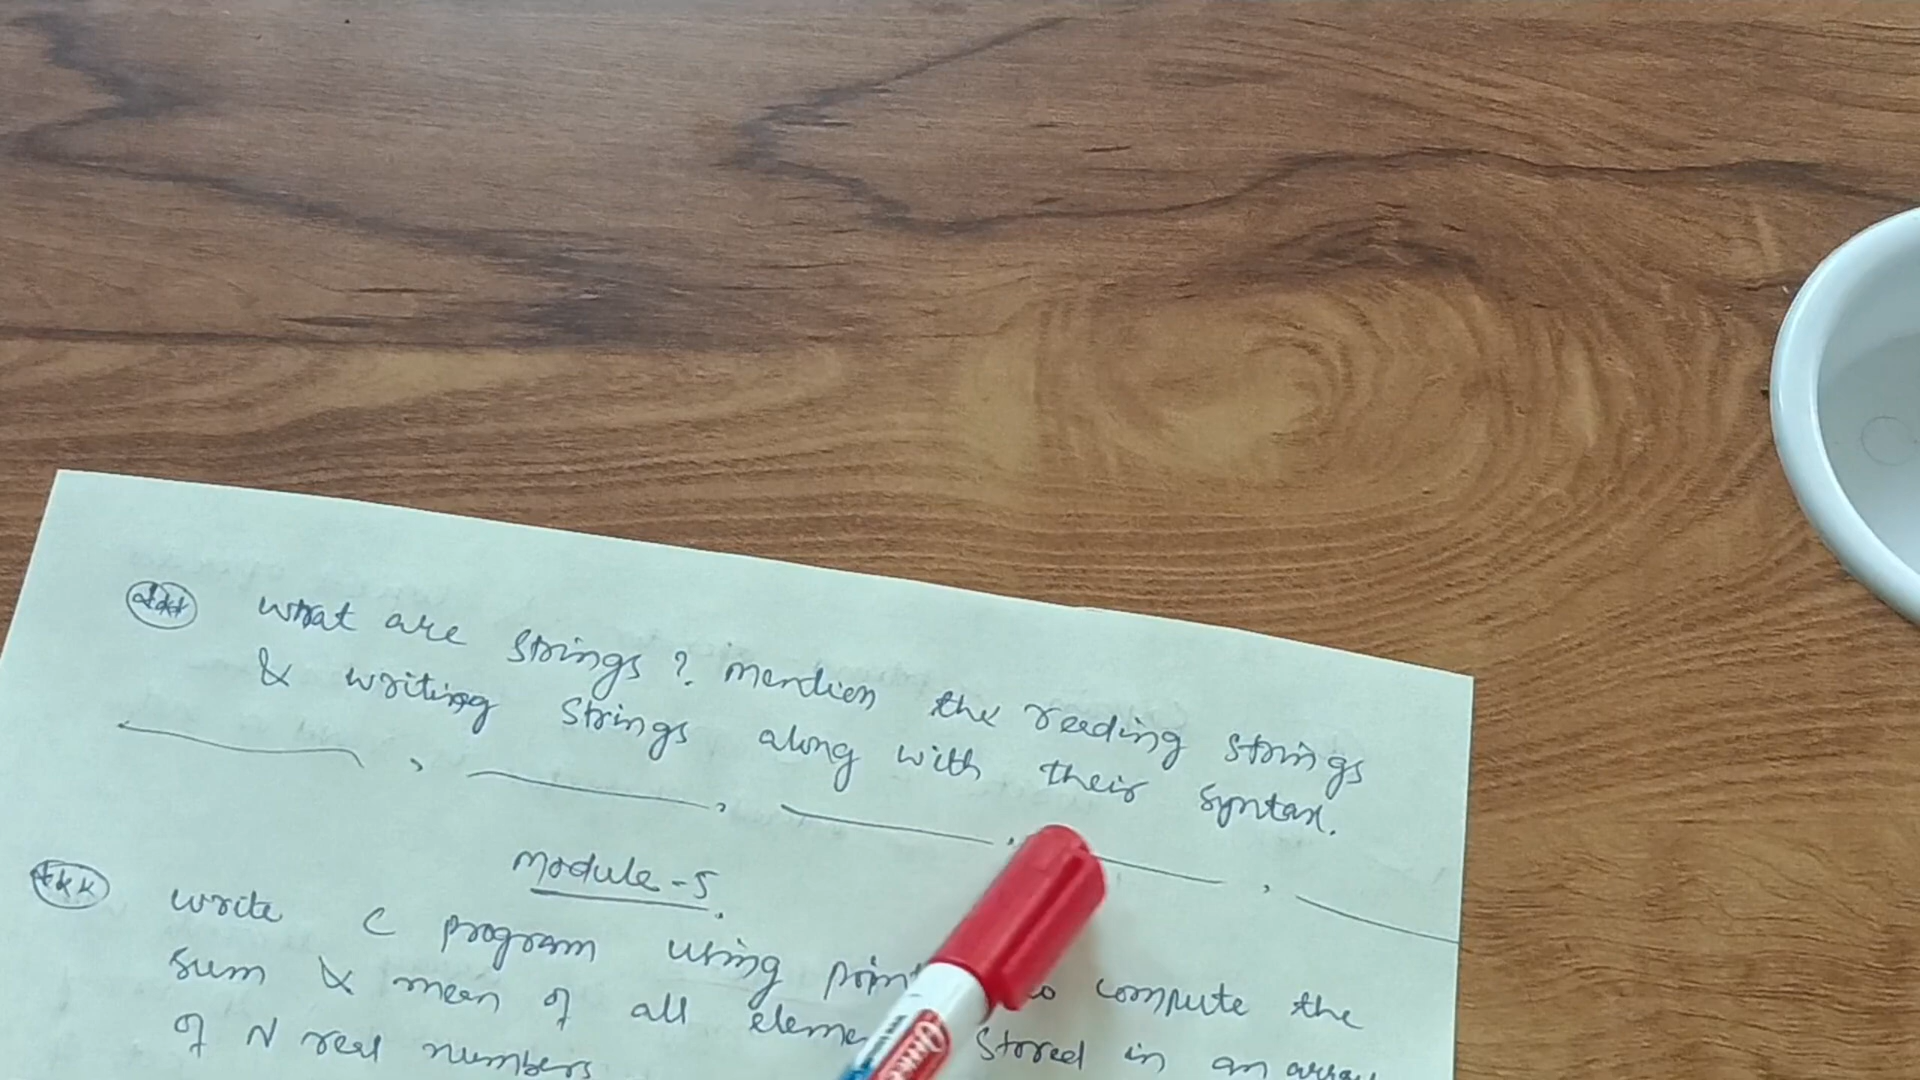 *** what are strings? mention the reading strings
& writing strings along with their syntax.
Module-5
*** write C program using to compute the
sum & mean of all stored in an array
of N real numbers